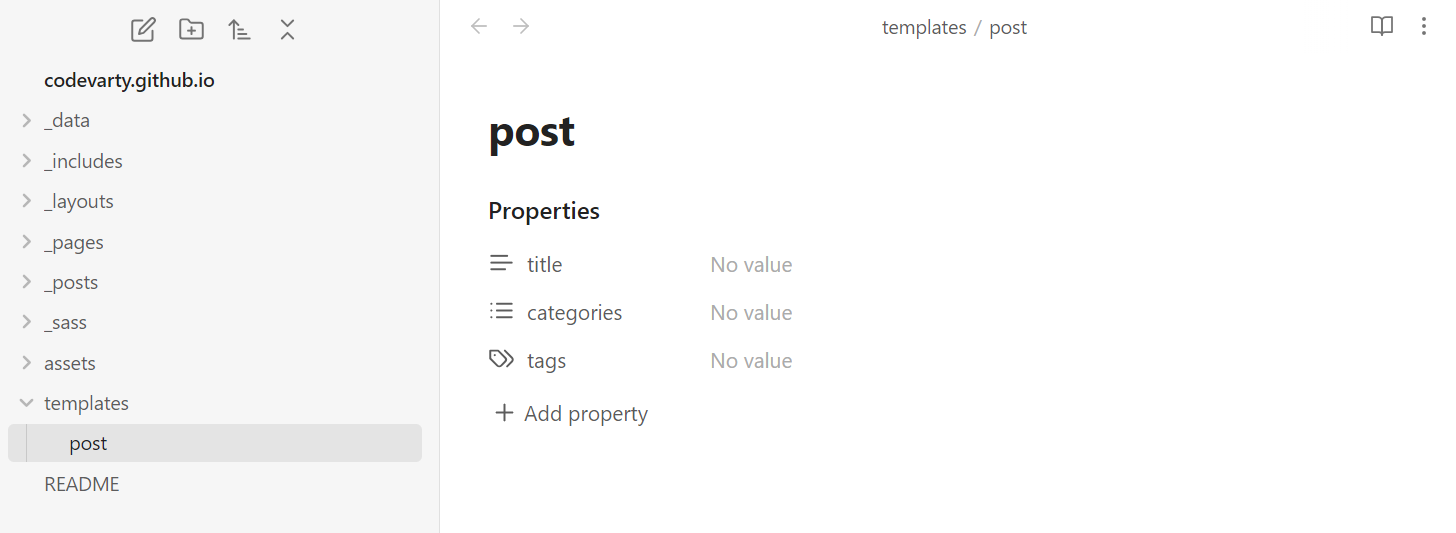 codevarty.github.io
_data
_includes
_layouts
_pages
_posts
_sass
assets
templates
post
README
templates / post
post
Properties
title No value
categories No value
tags No value
Add property